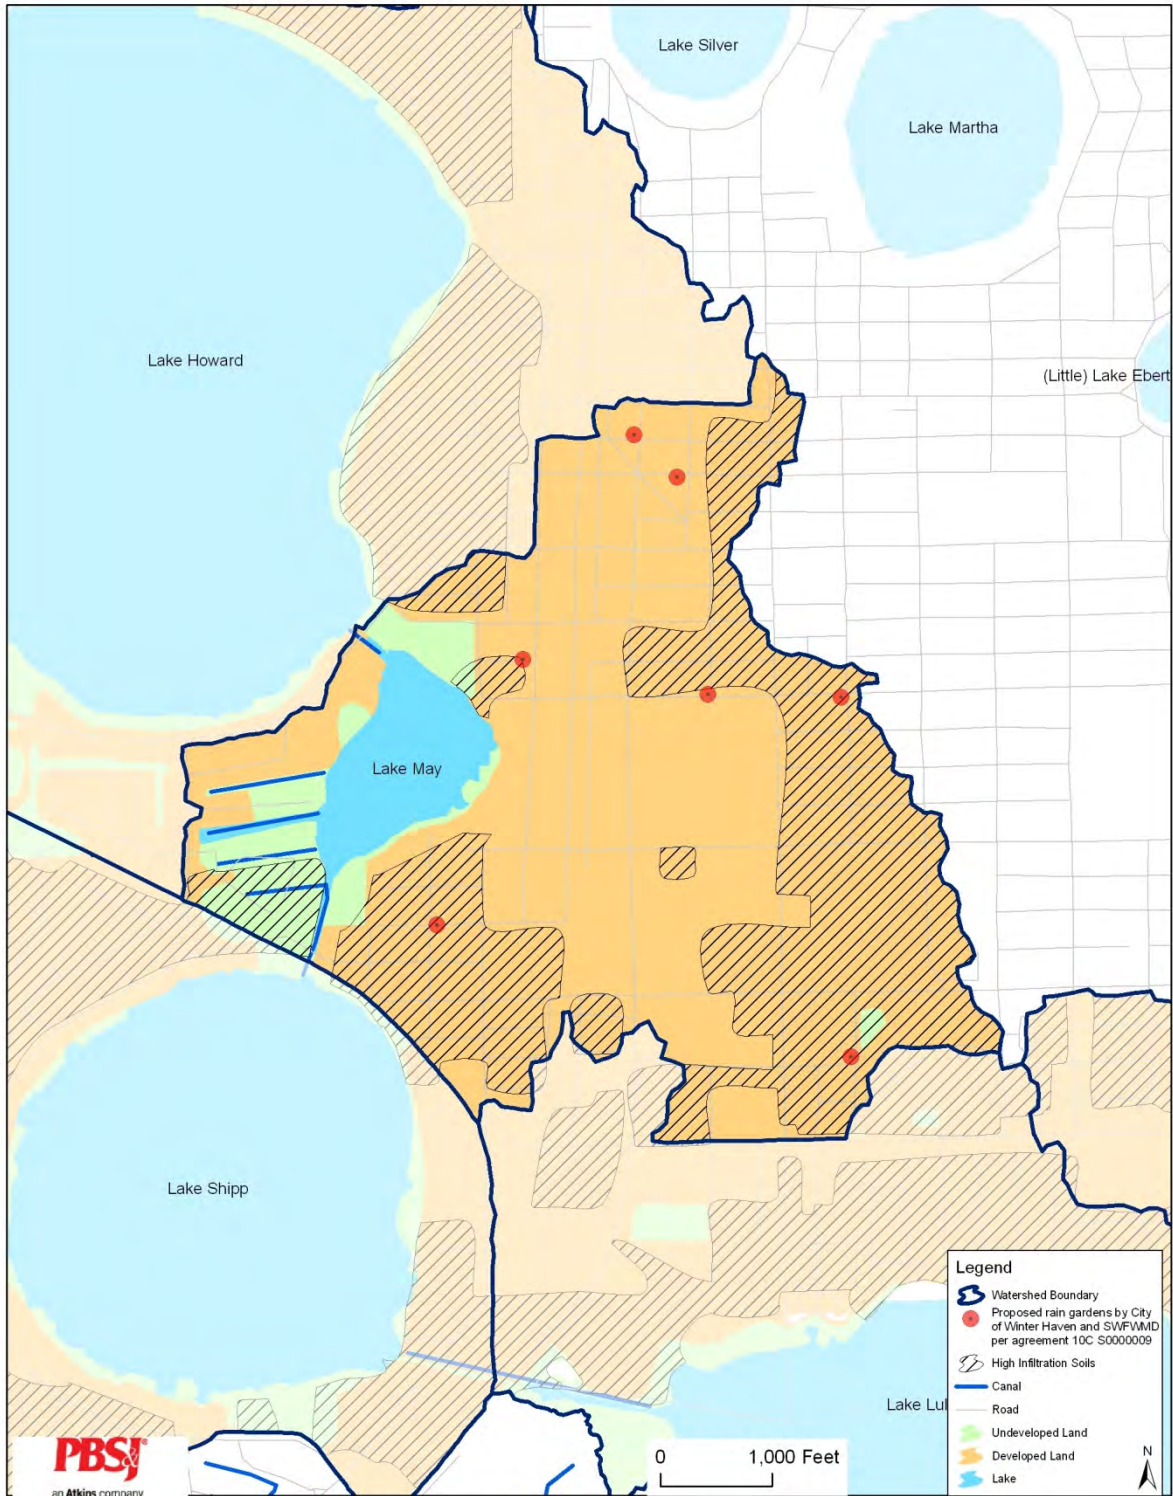 Lake Silver
Lake Martha
Lake Howard
(Little) Lake Ebert
Lake May
Lake Shipp
Lake Lul
Legend
Watershed Boundary
Proposed rain gardens by City
of Winter Haven and SWFWMD
per agreement 10C S0000009
High Infiltration Soils
Canal
Road
Undeveloped Land
Developed Land
Lake
N
0 1,000 Feet
PBS&J
an Atkins company